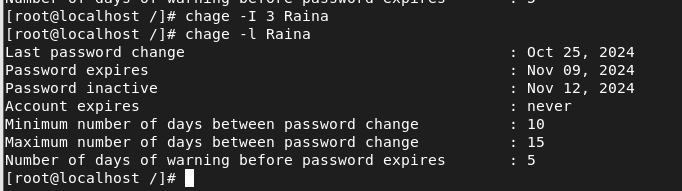 Number of days of warning before password expires : 5
[root@localhost /]# chage -I 3 Raina
[root@localhost /]# chage -l Raina
Last password change : Oct 25, 2024
Password expires : Nov 09, 2024
Password inactive : Nov 12, 2024
Account expires : never
Minimum number of days between password change : 10
Maximum number of days between password change : 15
Number of days of warning before password expires : 5
[root@localhost /]#